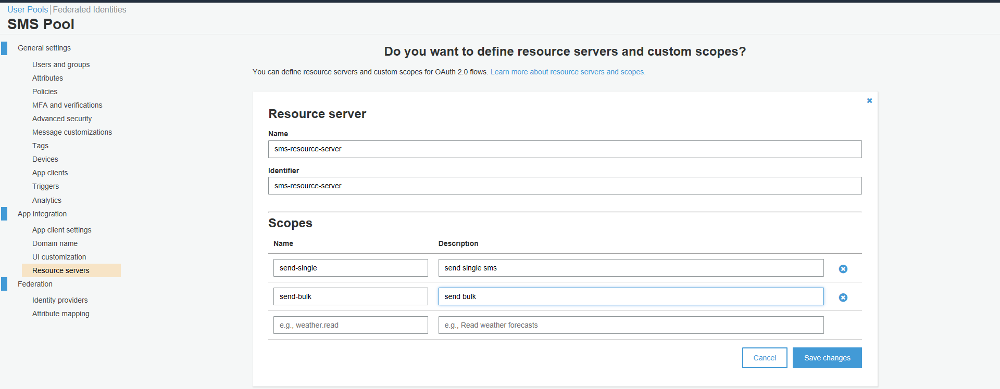 User Pools | Federated Identities
SMS Pool
General settings
Users and groups
Attributes
Policies
MFA and verifications
Advanced security
Message customizations
Tags
Devices
App clients
Triggers
Analytics
App integration
App client settings
Domain name
UI customization
Resource servers
Federation
Identity providers
Attribute mapping
Do you want to define resource servers and custom scopes?
You can define resource servers and custom scopes for OAuth 2.0 flows. Learn more about resource servers and scopes.
Resource server
Name
sms-resource-server
Identifier
sms-resource-server
Scopes
Name Description
send-single send single sms
send-bulk send bulk
e.g., weather.read e.g., Read weather forecasts
Cancel Save changes